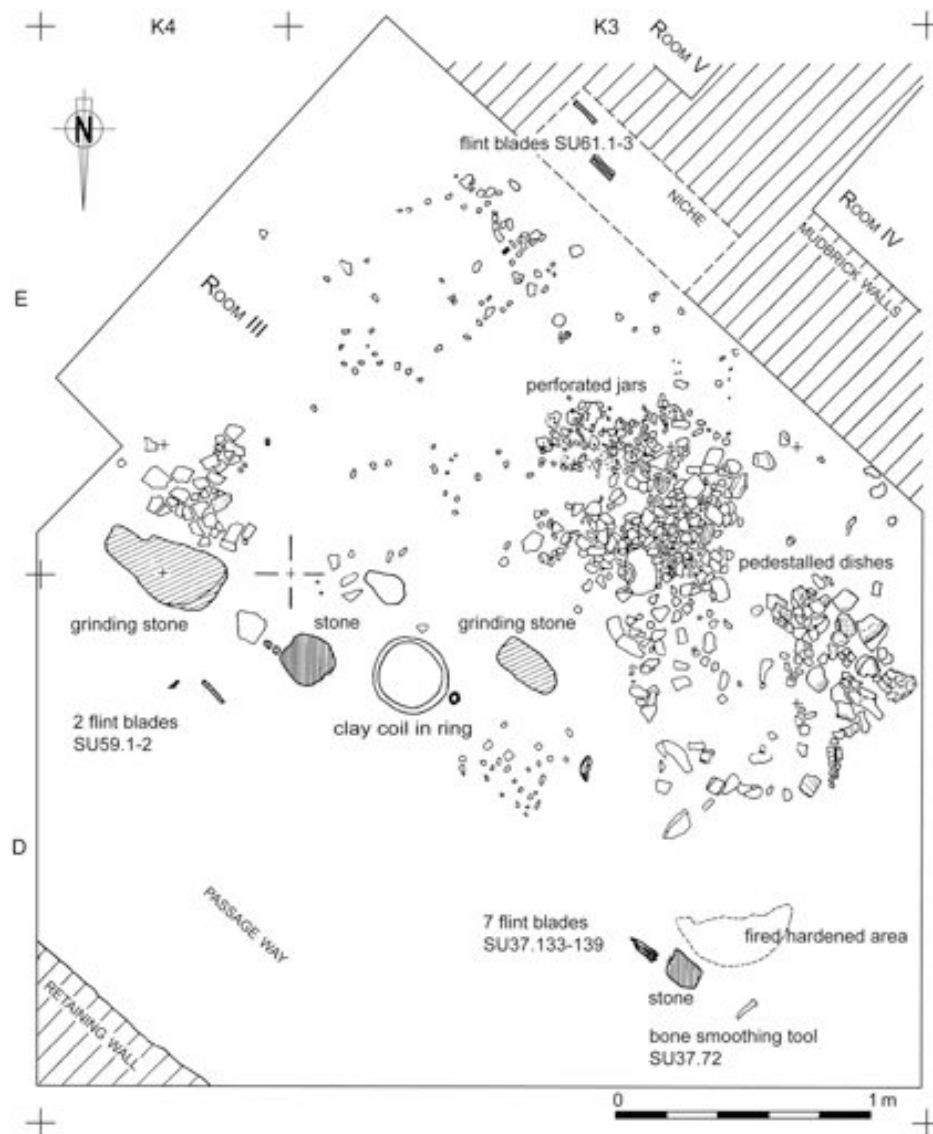 K4
K3
ROOM V
N
flint blades SU61.1-3
NICHE
ROOM IV
MUDBRICK WALLS
E
ROOM III
perforated jars
pedestalled dishes
grinding stone
stone
grinding stone
2 flint blades
SU59.1-2
clay coil in ring
D
PASSAGE WAY
7 flint blades
SU37.133-139
fired hardened area
stone
RETAINING WALL
bone smoothing tool
SU37.72
0
1 m